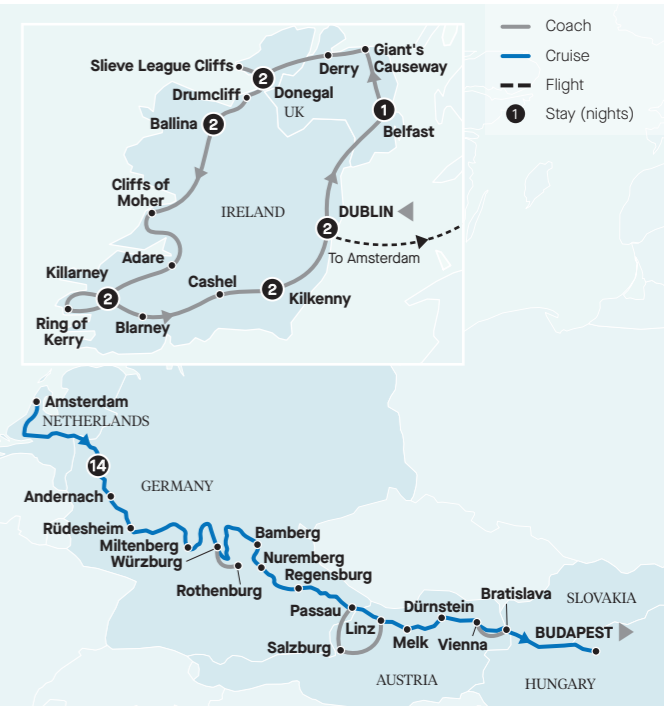 Coach
Cruise
Flight
1 Stay (nights)
Giant's
Causeway
Derry
Slieve League Cliffs
2
Donegal
Drumcliff
UK
Ballina 2
1
Belfast
Cliffs of
Moher
IRELAND
DUBLIN
2
To Amsterdam
Adare
Killarney
2
Cashel
2
Kilkenny
Ring of
Kerry
Blarney
Amsterdam
NETHERLANDS
14
GERMANY
Andernach
Rüdesheim
Miltenberg
Würzburg
Rothenburg
Bamberg
Nuremberg
Regensburg
Passau
Linz
Salzburg
Melk
Dürnstein
Vienna
Bratislava
SLOVAKIA
BUDAPEST
AUSTRIA
HUNGARY